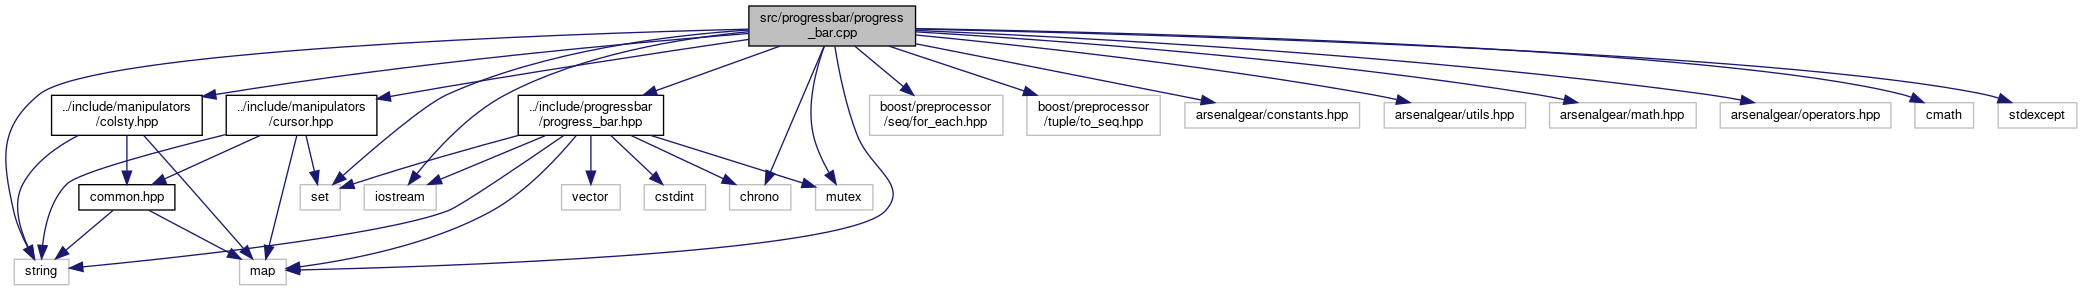 src/progressbar/progress
_bar.cpp
../include/manipulators
/colsty.hpp
../include/manipulators
/cursor.hpp
../include/progressbar
/progress_bar.hpp
boost/preprocessor
/seq/for_each.hpp
boost/preprocessor
/tuple/to_seq.hpp
arsenalgear/constants.hpp
arsenalgear/utils.hpp
arsenalgear/math.hpp
arsenalgear/operators.hpp
cmath
stdexcept
common.hpp
set
iostream
vector
cstdint
chrono
mutex
string
map